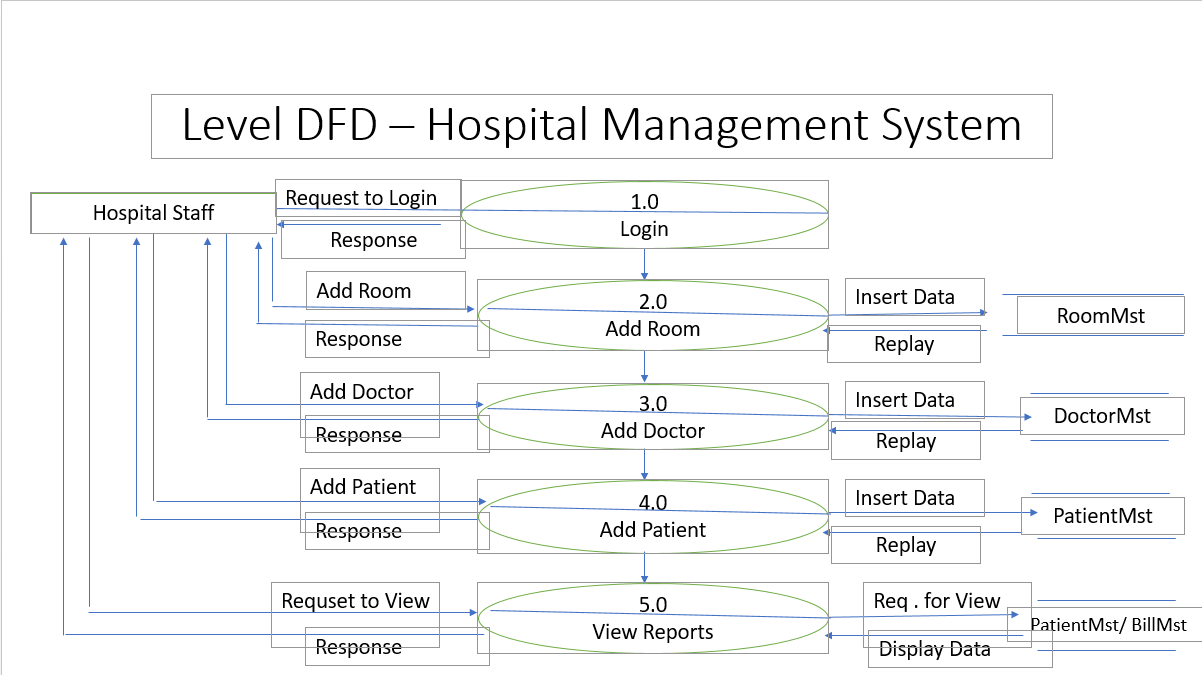 Level DFD – Hospital Management System
Hospital Staff
Request to Login
1.0
Login
Response
Add Room
2.0
Add Room
Insert Data
RoomMst
Response
Replay
Add Doctor
3.0
Add Doctor
Insert Data
DoctorMst
Response
Replay
Add Patient
4.0
Add Patient
Insert Data
PatientMst
Response
Replay
Requset to View
5.0
View Reports
Req . for View
PatientMst/ BillMst
Response
Display Data